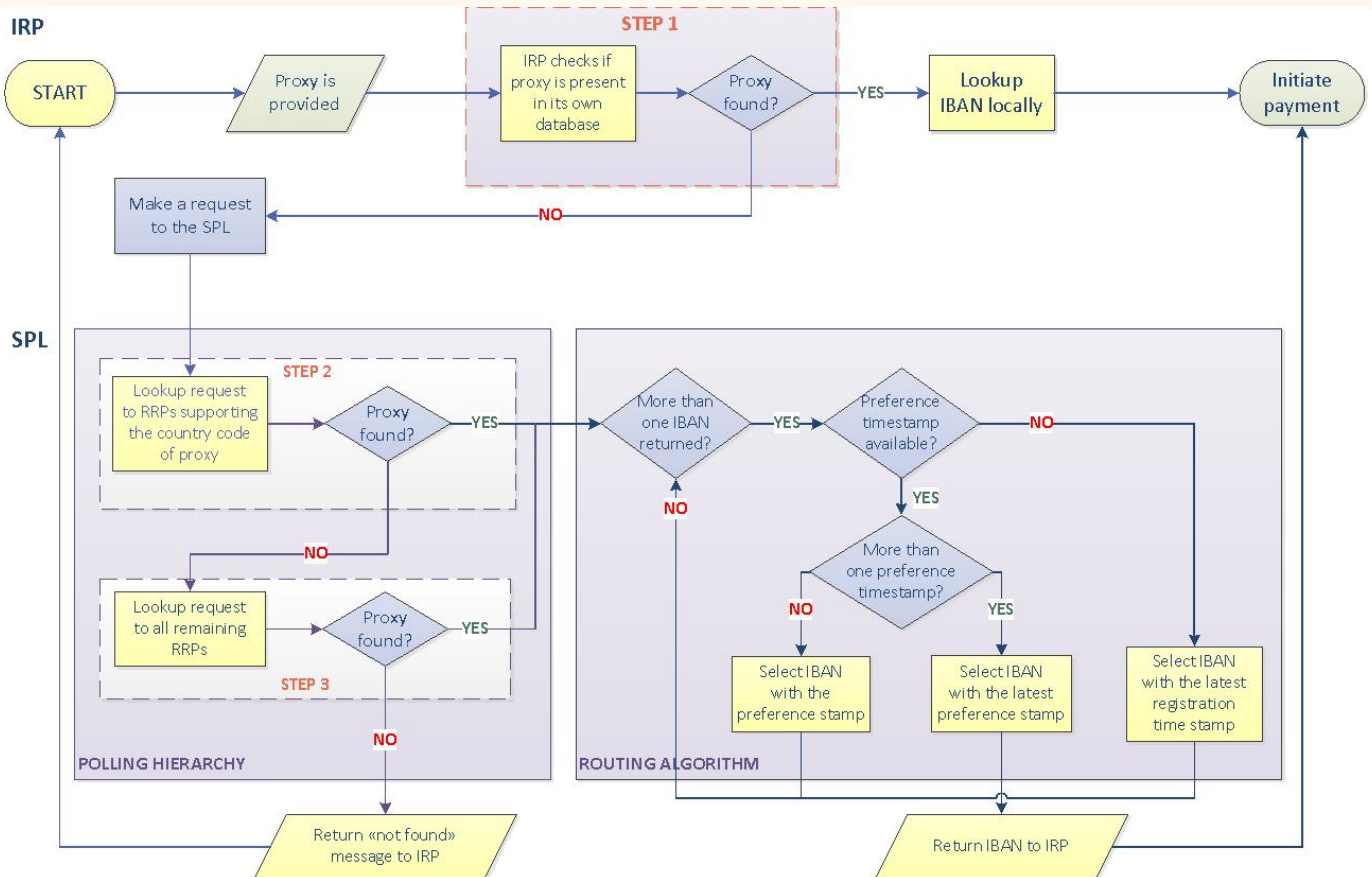 IRP
STEP 1
START
Proxy is
provided
IRP checks if
proxy is present
in its own
database
Proxy
found?
YES
Lookup
IBAN locally
Initiate
payment
Make a request
to the SPL
NO
SPL
STEP 2
Lookup request
to RRPs supporting
the country code
of proxy
Proxy
found?
YES
NO
Lookup request
to all remaining
RRPs
Proxy
found?
YES
STEP 3
NO
POLLING HIERARCHY
More than
one IBAN
returned?
YES
Preference
timestamp
available?
NO
NO
YES
More than
one preference
timestamp?
NO
YES
Select IBAN
with the
preference stamp
Select IBAN
with the latest
preference stamp
Select IBAN
with the latest
registration
time stamp
ROUTING ALGORITHM
Return «not found»
message to IRP
Return IBAN to IRP